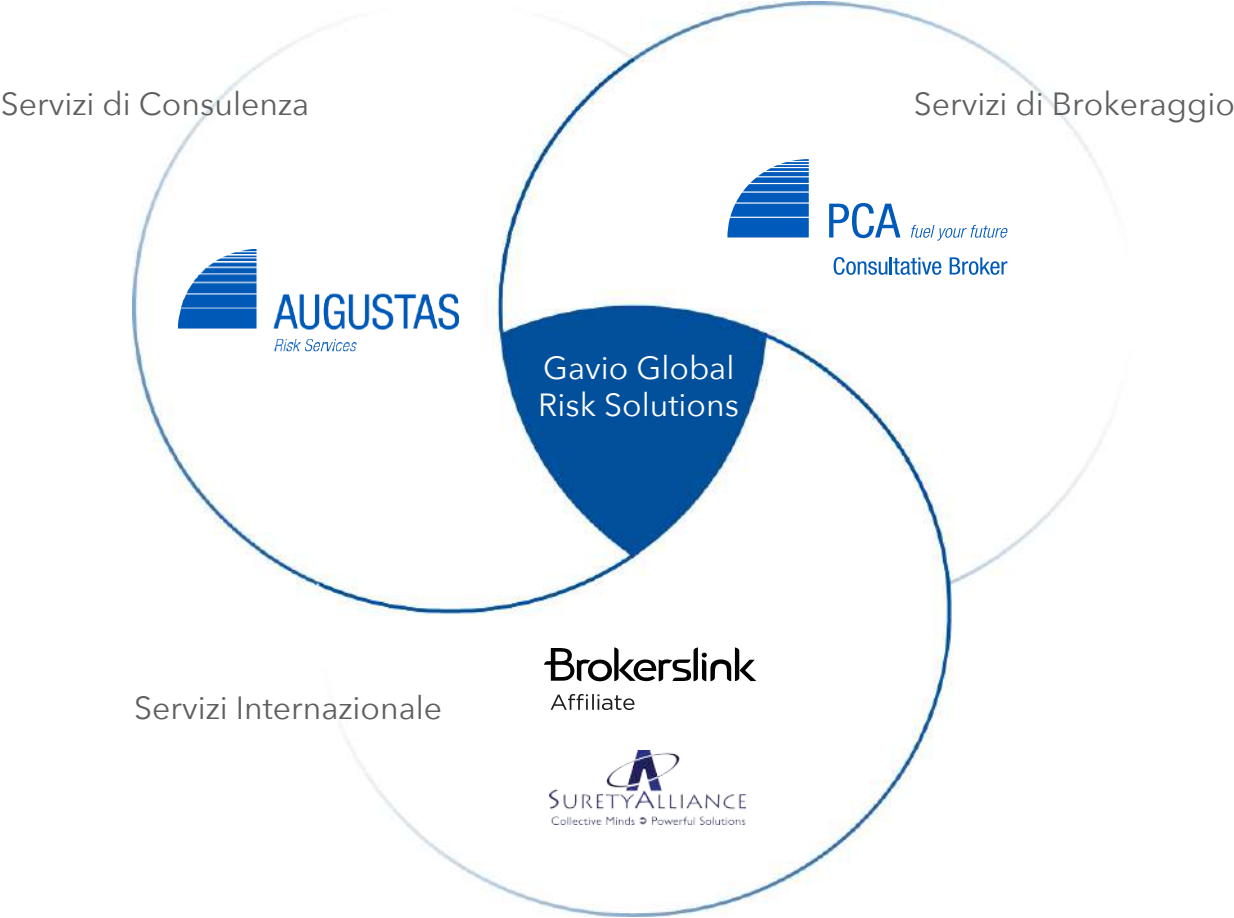 Servizi di Consulenza
Servizi di Brokeraggio
PCA fuel your future
Consultative Broker
AUGUSTAS
Risk Services
Gavio Global
Risk Solutions
Brokerslink
Affiliate
Servizi Internazionale
SURETYALLIANCE
Collective Minds Powerful Solutions